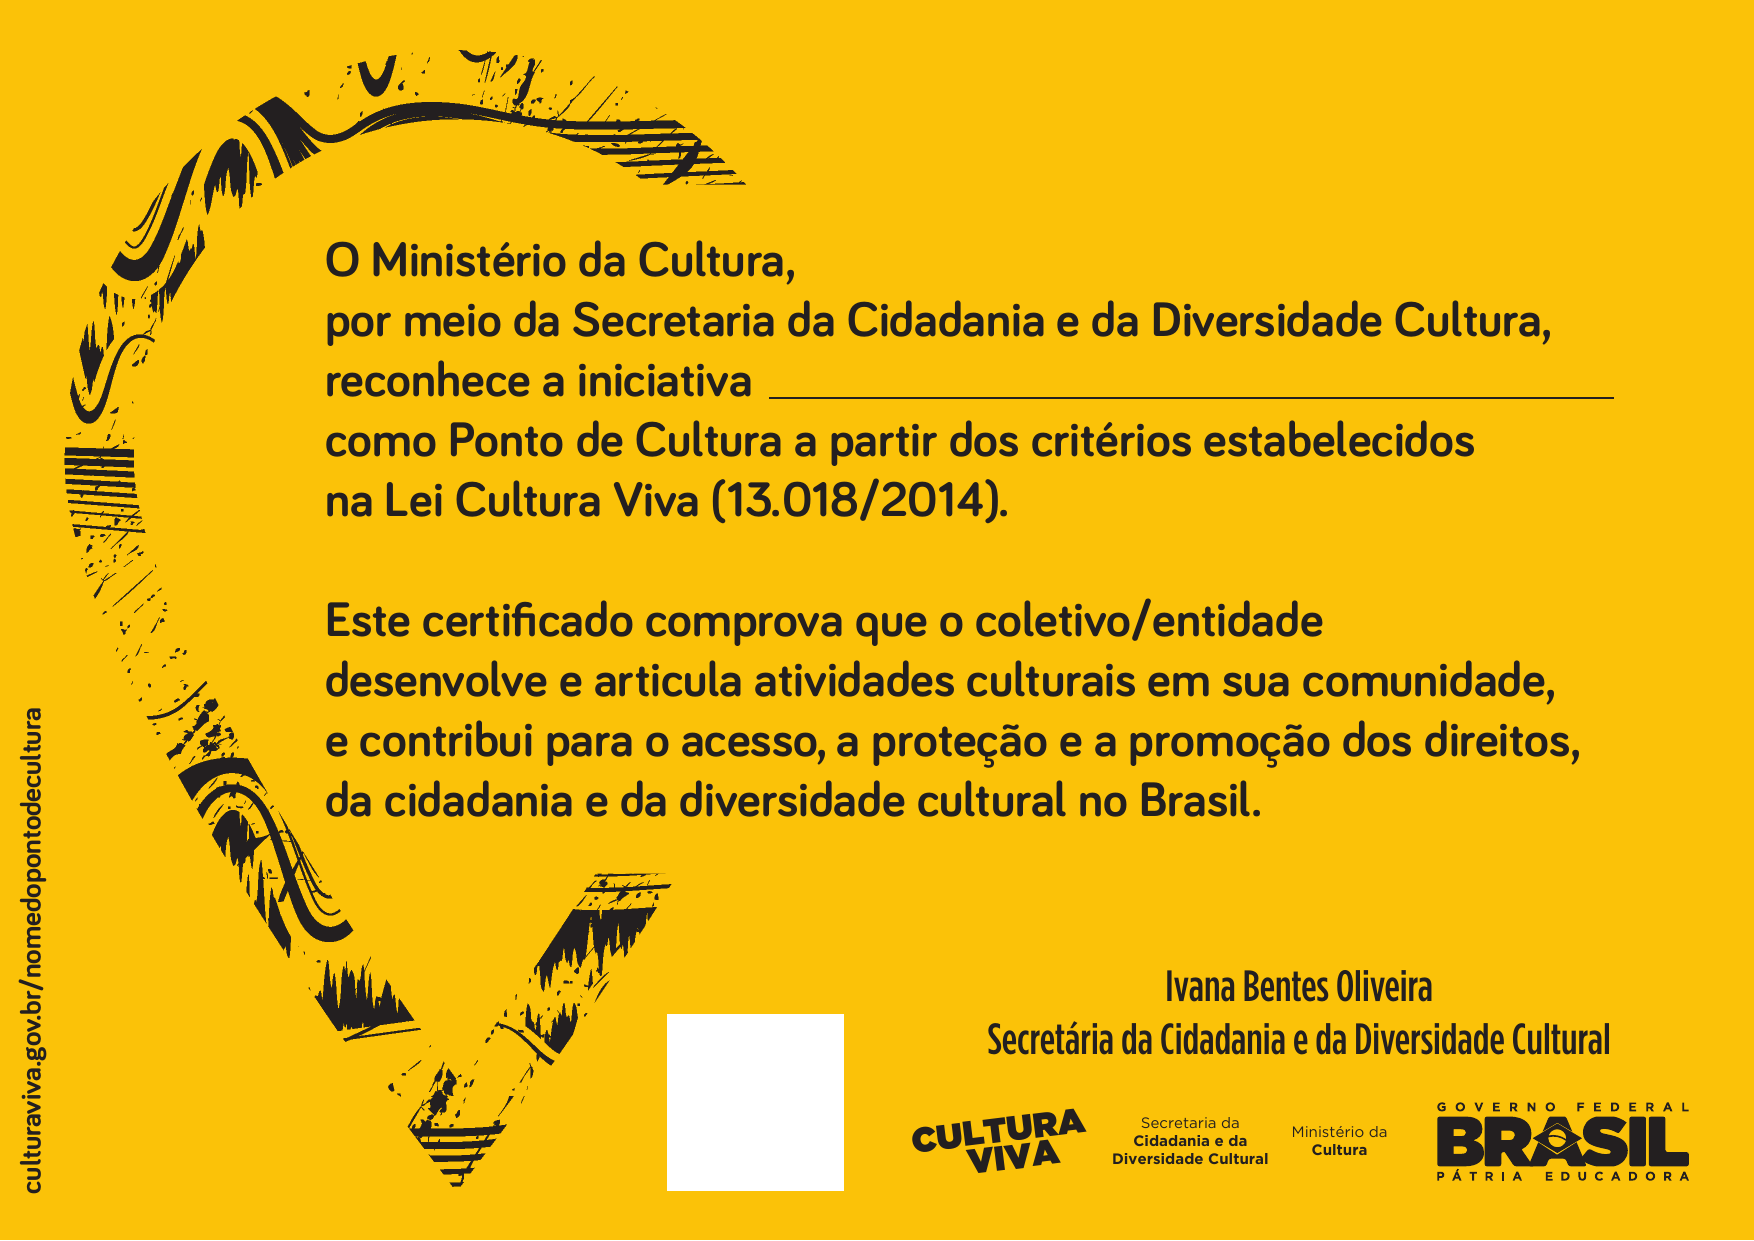 O Ministério da Cultura,
por meio da Secretaria da Cidadania e da Diversidade Cultura,
reconhece a iniciativa
como Ponto de Cultura a partir dos critérios estabelecidos
na Lei Cultura Viva (13.018/2014).
Este certificado comprova que o coletivo/entidade
desenvolve e articula atividades culturais em sua comunidade,
e contribui para o acesso, a proteção e a promoção dos direitos,
da cidadania e da diversidade cultural no Brasil.
culturaviva.gov.br/nomedopontodecultura
Ivana Bentes Oliveira
Secretária da Cidadania e da Diversidade Cultural
CULTURA
VIVA
Secretaria da
Cidadania e da
Diversidade Cultural
Ministério da
Cultura
GOVERNO FEDERAL
BRASIL
PÁTRIA EDUCADORA